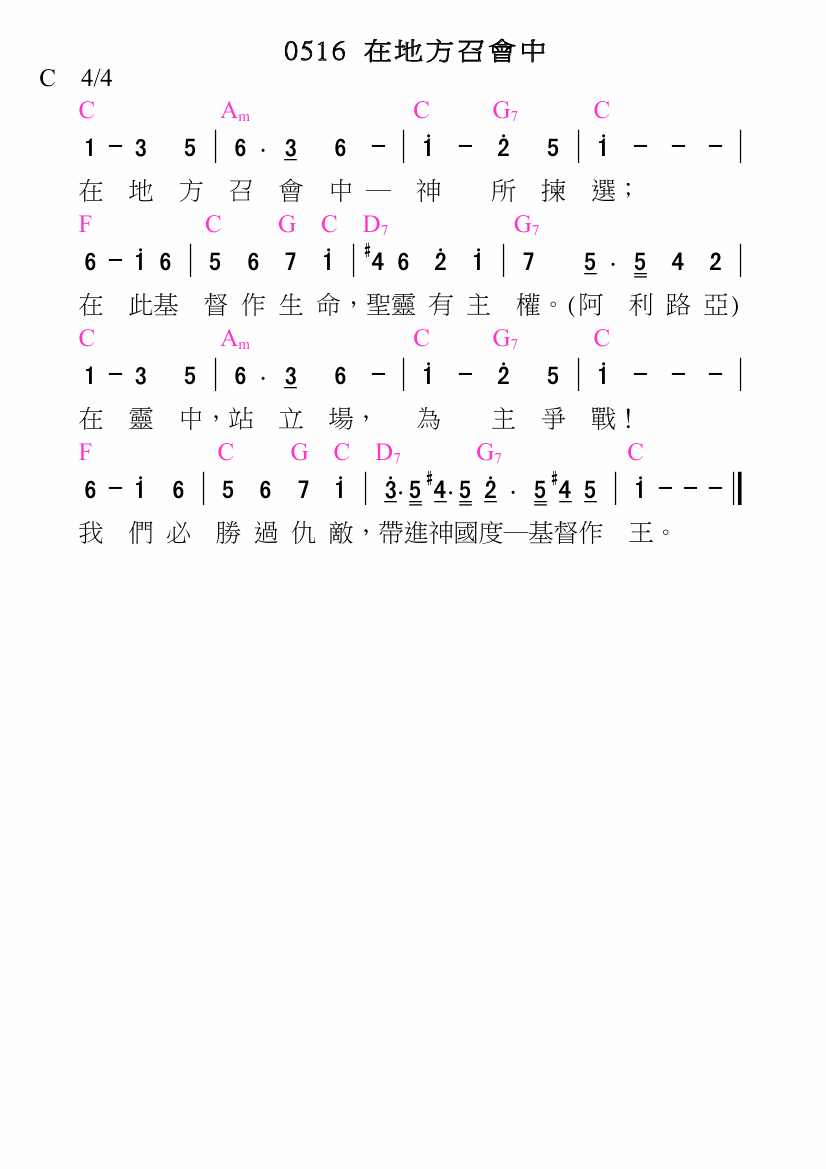 0516 在地方召會中
C 4/4
C Am C G7 C
1 - 3 5 | 6 . 3 6 - | i - 2̇ 5 | i - - - |
在 地 方 召 會 中 — 神 所 揀 選；
F C G C D7 G7
6 - i 6 | 5 6 7 i | #4 6 2̇ i | 7 5 . 5 4 2 |
在 此基 督 作 生 命，聖靈 有 主 權。(阿 利 路 亞)
C Am C G7 C
1 - 3 5 | 6 . 3 6 - | i - 2̇ 5 | i - - - |
在 靈 中，站 立 場， 為 主 爭 戰！
F C G C D7 G7 C
6 - i 6 | 5 6 7 i | 3̇. 5 #4. 5 2̇ . 5 #4 5 | i - - - ||
我 們 必 勝 過 仇 敵，帶進神國度—基督作 王。